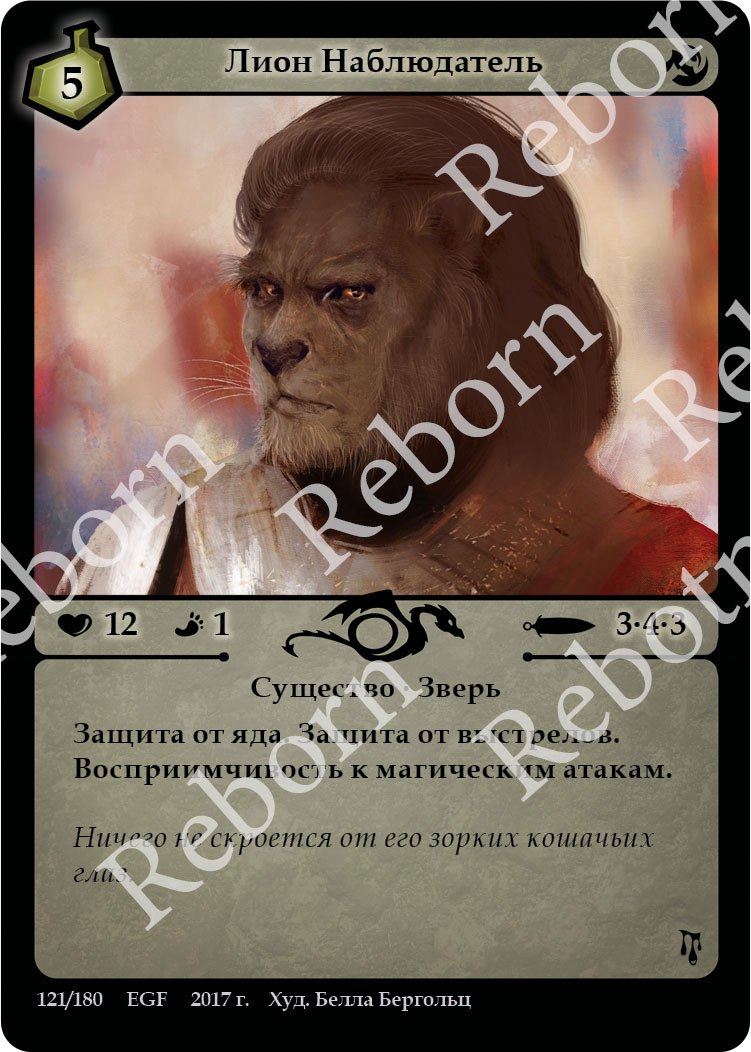 5
Лион Наблюдатель
12
1
3·4·3
Существо · Зверь
Защита от яда. Защита от выстрелов.
Восприимчивость к магическим атакам.
Ничего не скроется от его зорких кошачьих
глаз.
121/180 EGF 2017 г. Худ. Белла Бергольц
Reborn
Reborn
Reborn
Reborn
Reborn